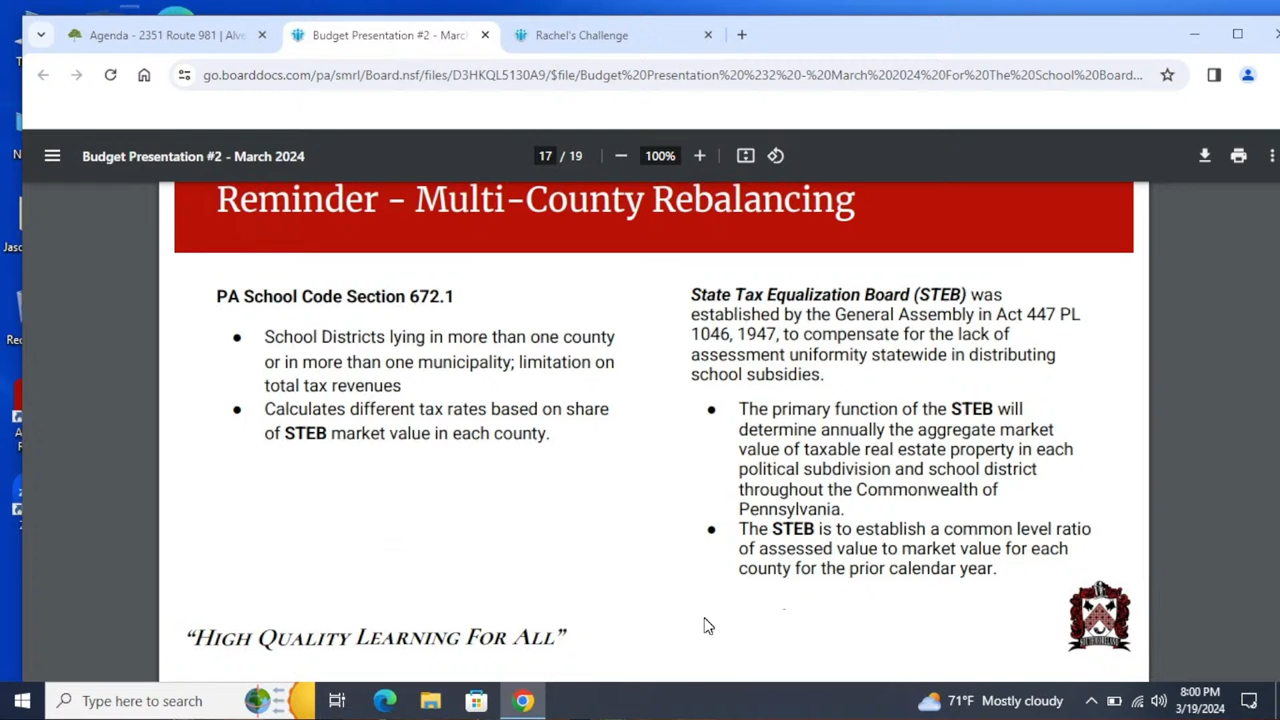 Agenda - 2351 Route 981 | Alve
Budget Presentation #2 - Marc
Rachel's Challenge
go.boarddocs.com/pa/smrl/Board.nsf/files/D3HKQL5130A9/$file/Budget%20Presentation%20%232%20-%20March%202024%20For%20The%20School%20Board...
Budget Presentation #2 - March 2024
17 / 19
100%
Reminder - Multi-County Rebalancing
PA School Code Section 672.1
● School Districts lying in more than one county
or in more than one municipality; limitation on
total tax revenues
● Calculates different tax rates based on share
of STEB market value in each county.
State Tax Equalization Board (STEB) was
established by the General Assembly in Act 447 PL
1046, 1947, to compensate for the lack of
assessment uniformity statewide in distributing
school subsidies.
● The primary function of the STEB will
determine annually the aggregate market
value of taxable real estate property in each
political subdivision and school district
throughout the Commonwealth of
Pennsylvania.
● The STEB is to establish a common level ratio
of assessed value to market value for each
county for the prior calendar year.
"HIGH QUALITY LEARNING FOR ALL"
Type here to search
71°F Mostly cloudy
8:00 PM
3/19/2024